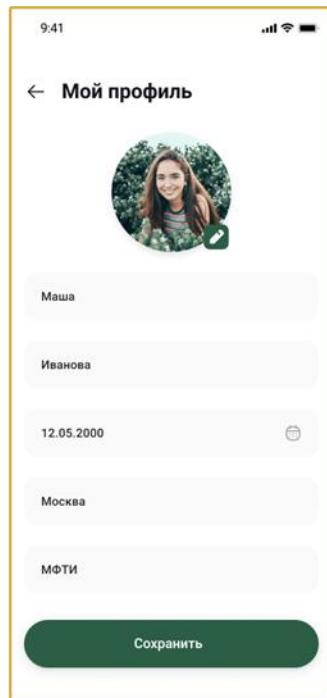 9:41
Мой профиль
Маша
Иванова
12.05.2000
Москва
МФТИ
Сохранить